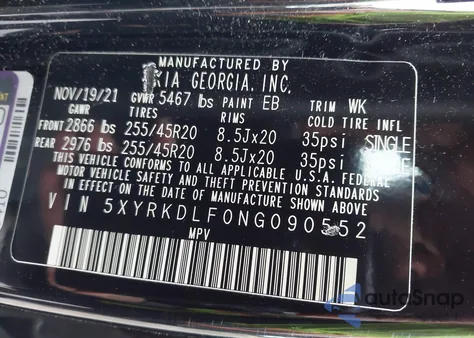 MANUFACTURED BY
KIA GEORGIA, INC.
NOV/19/21 GVWR 5467 lbs PAINT EB TRIM WK
GAWR TIRES RIMS COLD TIRE INFL
FRONT 2866 lbs 255/45R20 8.5Jx20 35psi SINGLE
REAR 2976 lbs 255/45R20 8.5Jx20 35psi SINGLE
THIS VEHICLE CONFORMS TO ALL APPLICABLE U.S.A. FEDERAL
MOTOR VEHICLE SAFETY, BUMPER, AND THEFT PREVENTION STANDARDS
IN EFFECT ON THE DATE OF MANUFACTURE SHOWN ABOVE
VIN 5XYRKDLF0NG090552
MPV
autoSnap